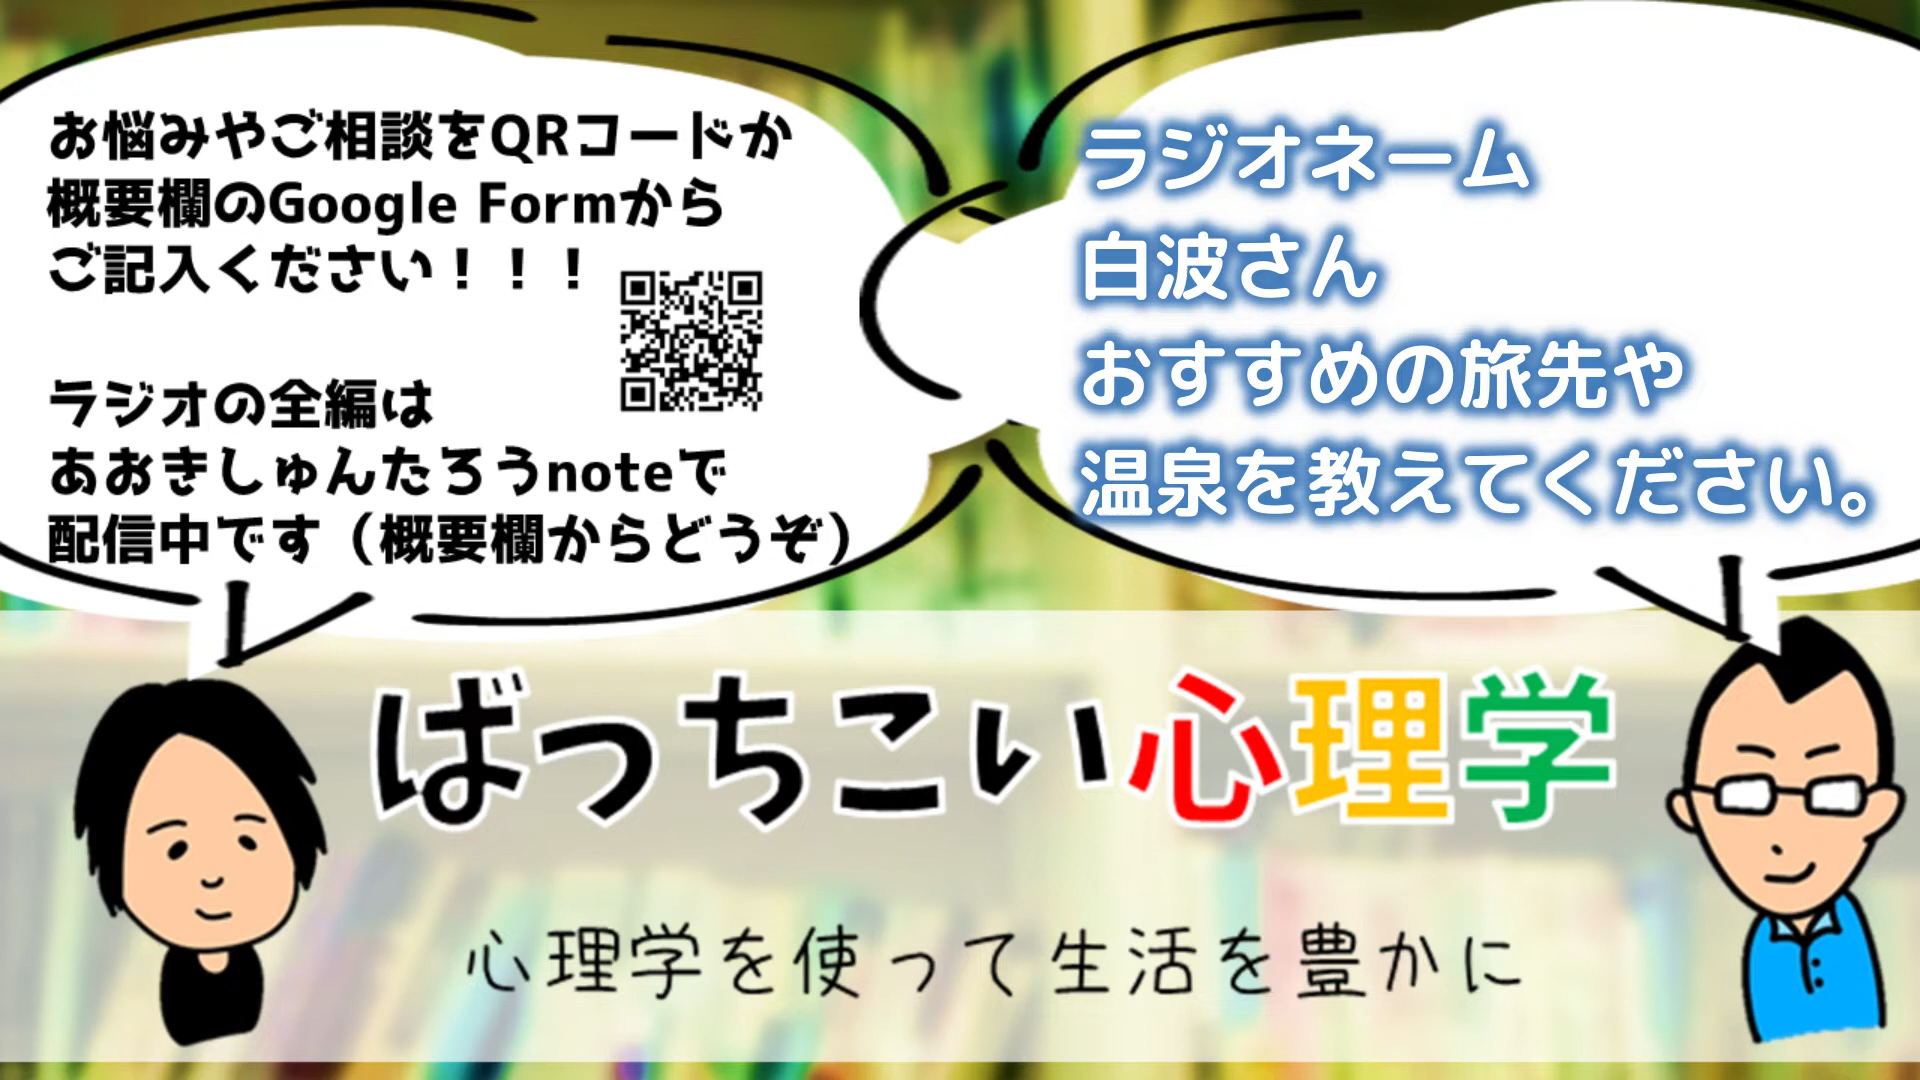 お悩みやご相談をQRコードか
概要欄のGoogle Formから
ご記入ください！！！
ラジオの全編は
あおきしゅんたろうnoteで
配信中です（概要欄からどうぞ）
ラジオネーム
白波さん
おすすめの旅先や
温泉を教えてください。
ばっちこい心理学
心理学を使って生活を豊かに